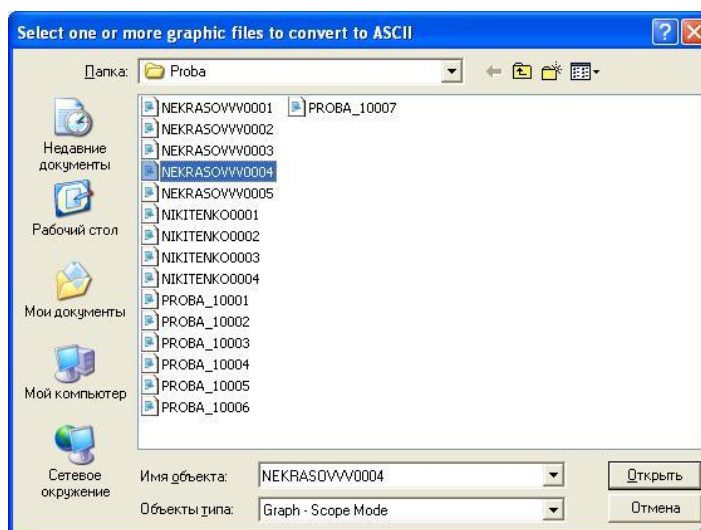 Select one or more graphic files to convert to ASCII
Папка:
Proba
Недавние
документы
Рабочий стол
Мои документы
Мой компьютер
Сетевое
окружение
NEKRASOVVV0001
NEKRASOVVV0002
NEKRASOVVV0003
NEKRASOVVV0004
NEKRASOVVV0005
NIKITENKO0001
NIKITENKO0002
NIKITENKO0003
NIKITENKO0004
PROBA_10001
PROBA_10002
PROBA_10003
PROBA_10004
PROBA_10005
PROBA_10006
PROBA_10007
Имя объекта:
NEKRASOVVV0004
Открыть
Объекты типа:
Graph - Scope Mode
Отмена